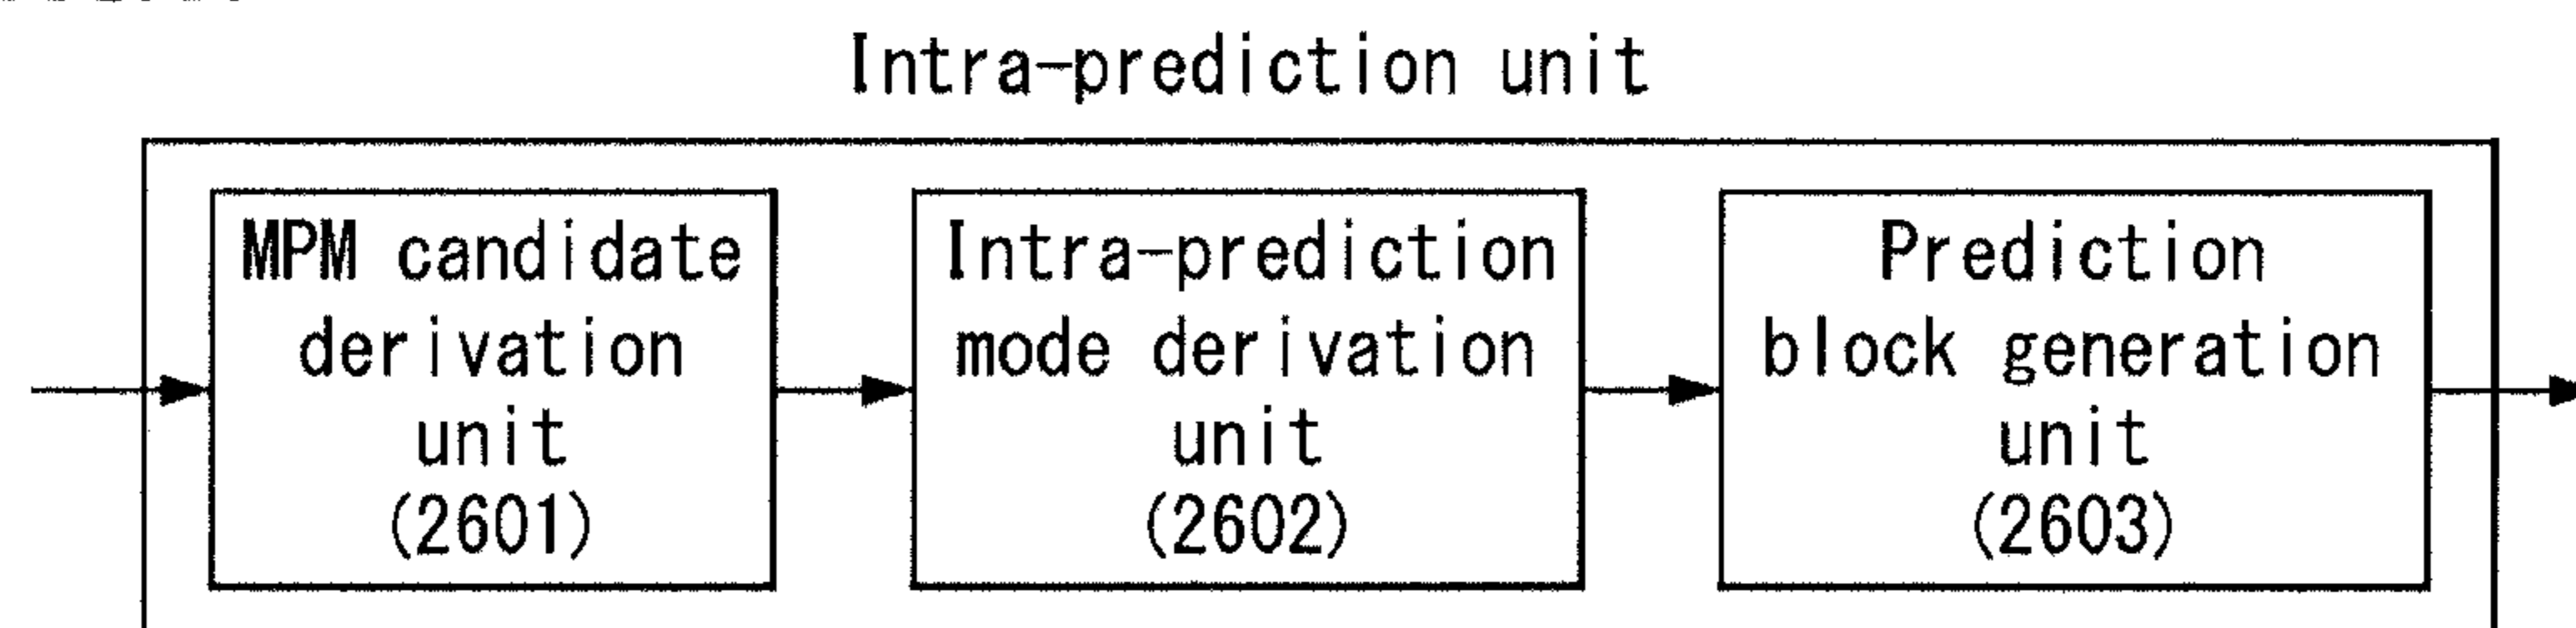 Intra-prediction unit
MPM candidate
derivation
unit
(2601)
Intra-prediction
mode derivation
unit
(2602)
Prediction
block generation
unit
(2603)